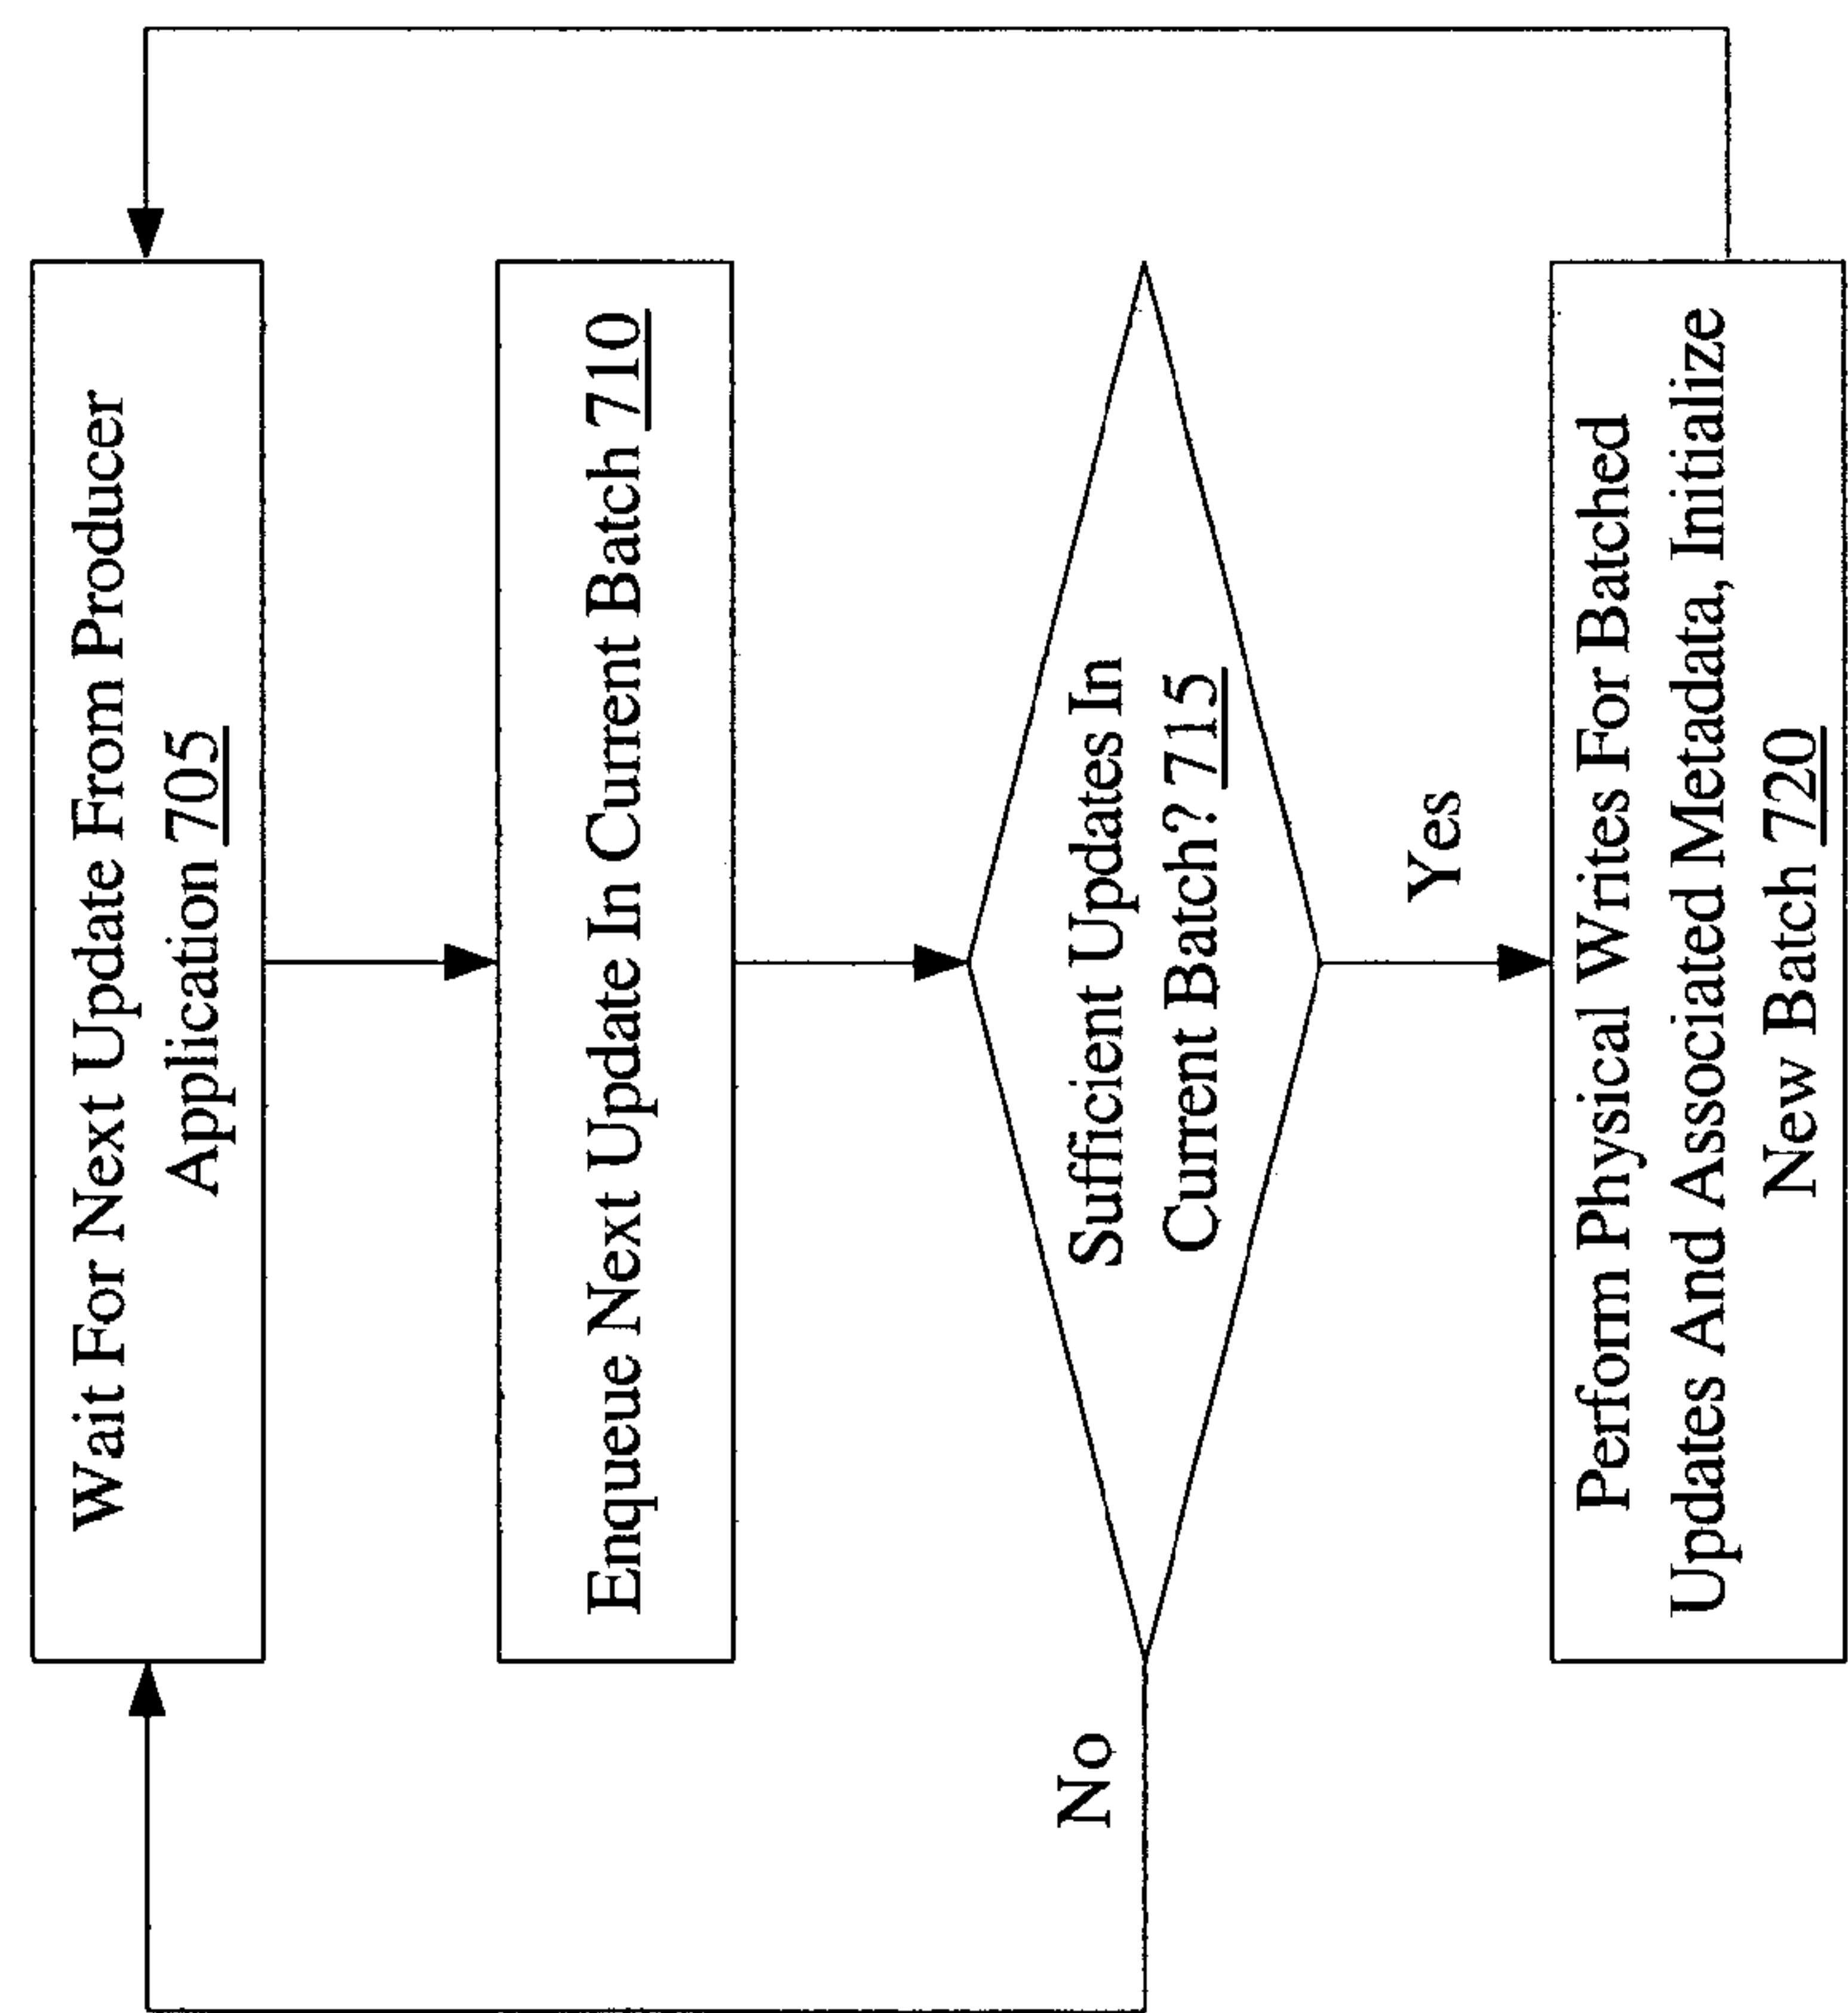 Wait For Next Update From Producer
Application 705
Enqueue Next Update In Current Batch 710
Sufficient Updates In
Current Batch? 715
No
Yes
Perform Physical Writes For Batched
Updates And Associated Metadata, Initialize
New Batch 720